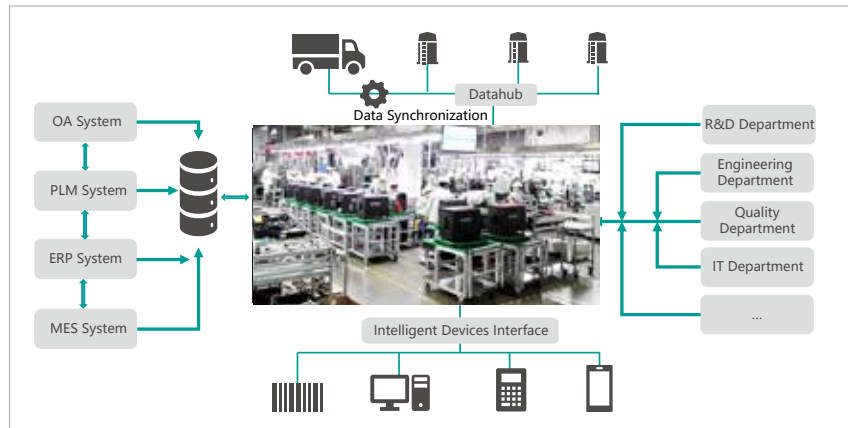 Datahub
Data Synchronization
OA System
PLM System
ERP System
MES System
R&D Department
Engineering
Department
Quality
Department
IT Department
...
Intelligent Devices Interface